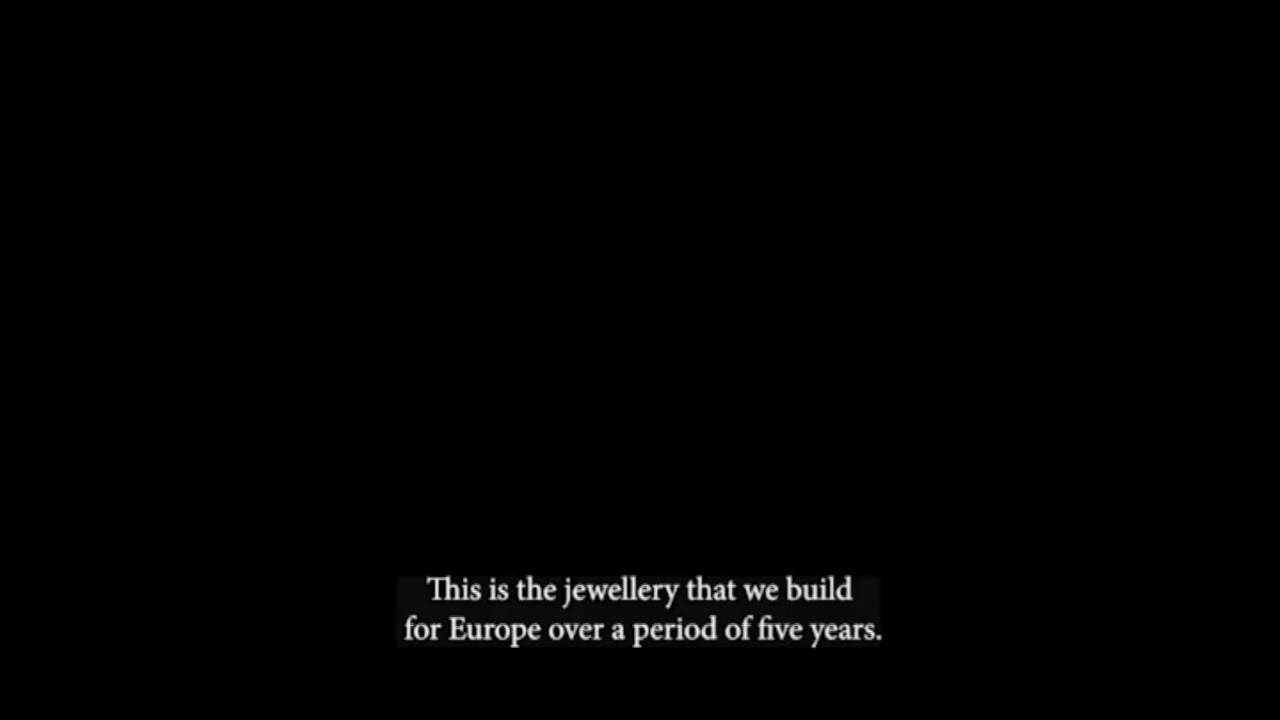 This is the jewellery that we build
for Europe over a period of five years.